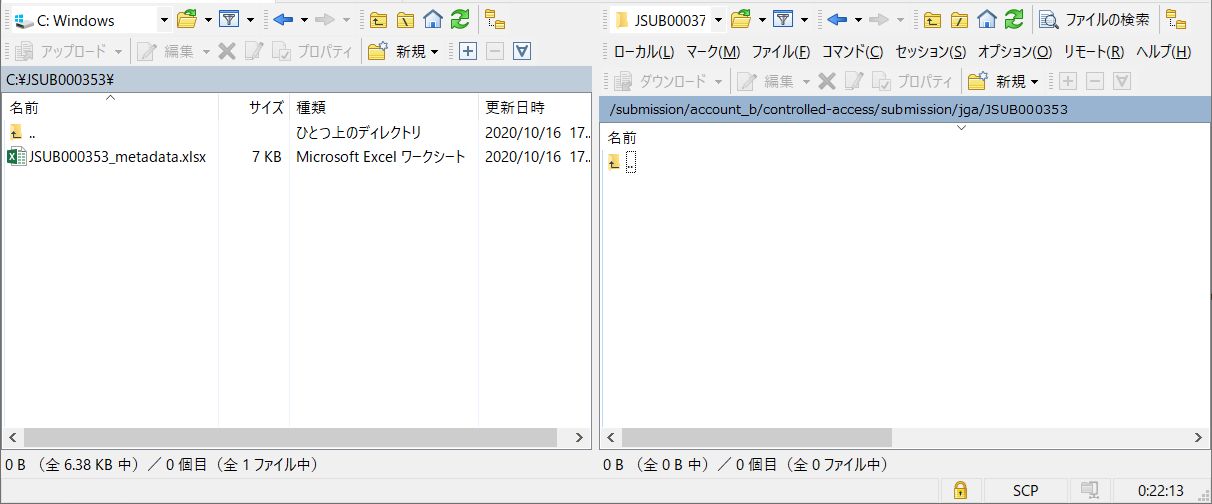 C: Windows
アップロード 編集 プロパティ 新規
C:¥JSUB000353¥
名前 サイズ 種類 更新日時
.. ひとつ上のディレクトリ 2020/10/16 17...
JSUB000353_metadata.xlsx 7 KB Microsoft Excel ワークシート 2020/10/16 17...
0 B （全 6.38 KB 中）／ 0 個目（全 1 ファイル中）
JSUB00037 ファイルの検索
ローカル(L) マーク(M) ファイル(F) コマンド(C) セッション(S) オプション(O) リモート(R) ヘルプ(H)
ダウンロード 編集 プロパティ 新規
/submission/account_b/controlled-access/submission/jga/JSUB000353
名前
..
0 B （全 0 B 中）／ 0 個目（全 0 ファイル中）
SCP 0:22:13